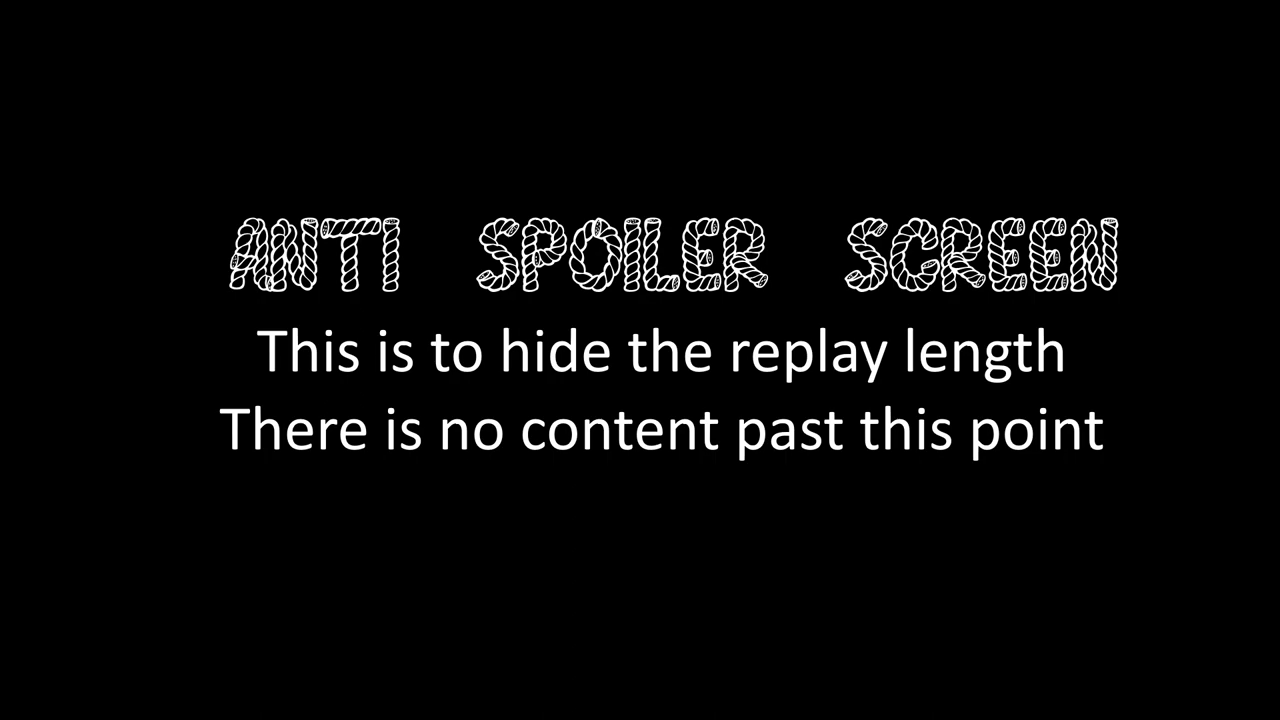 ANTI SPOILER SCREEN
This is to hide the replay length
There is no content past this point